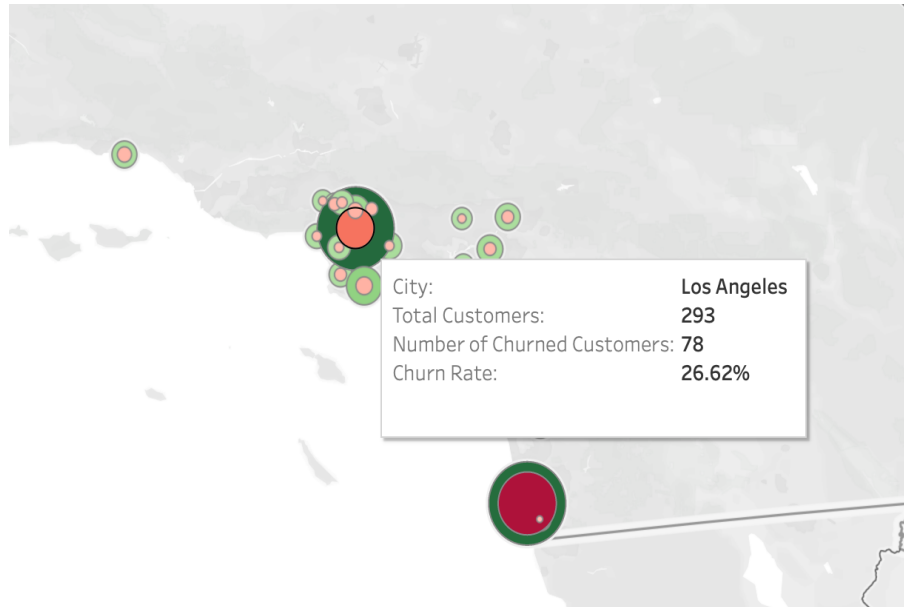 City: Los Angeles
Total Customers: 293
Number of Churned Customers: 78
Churn Rate: 26.62%